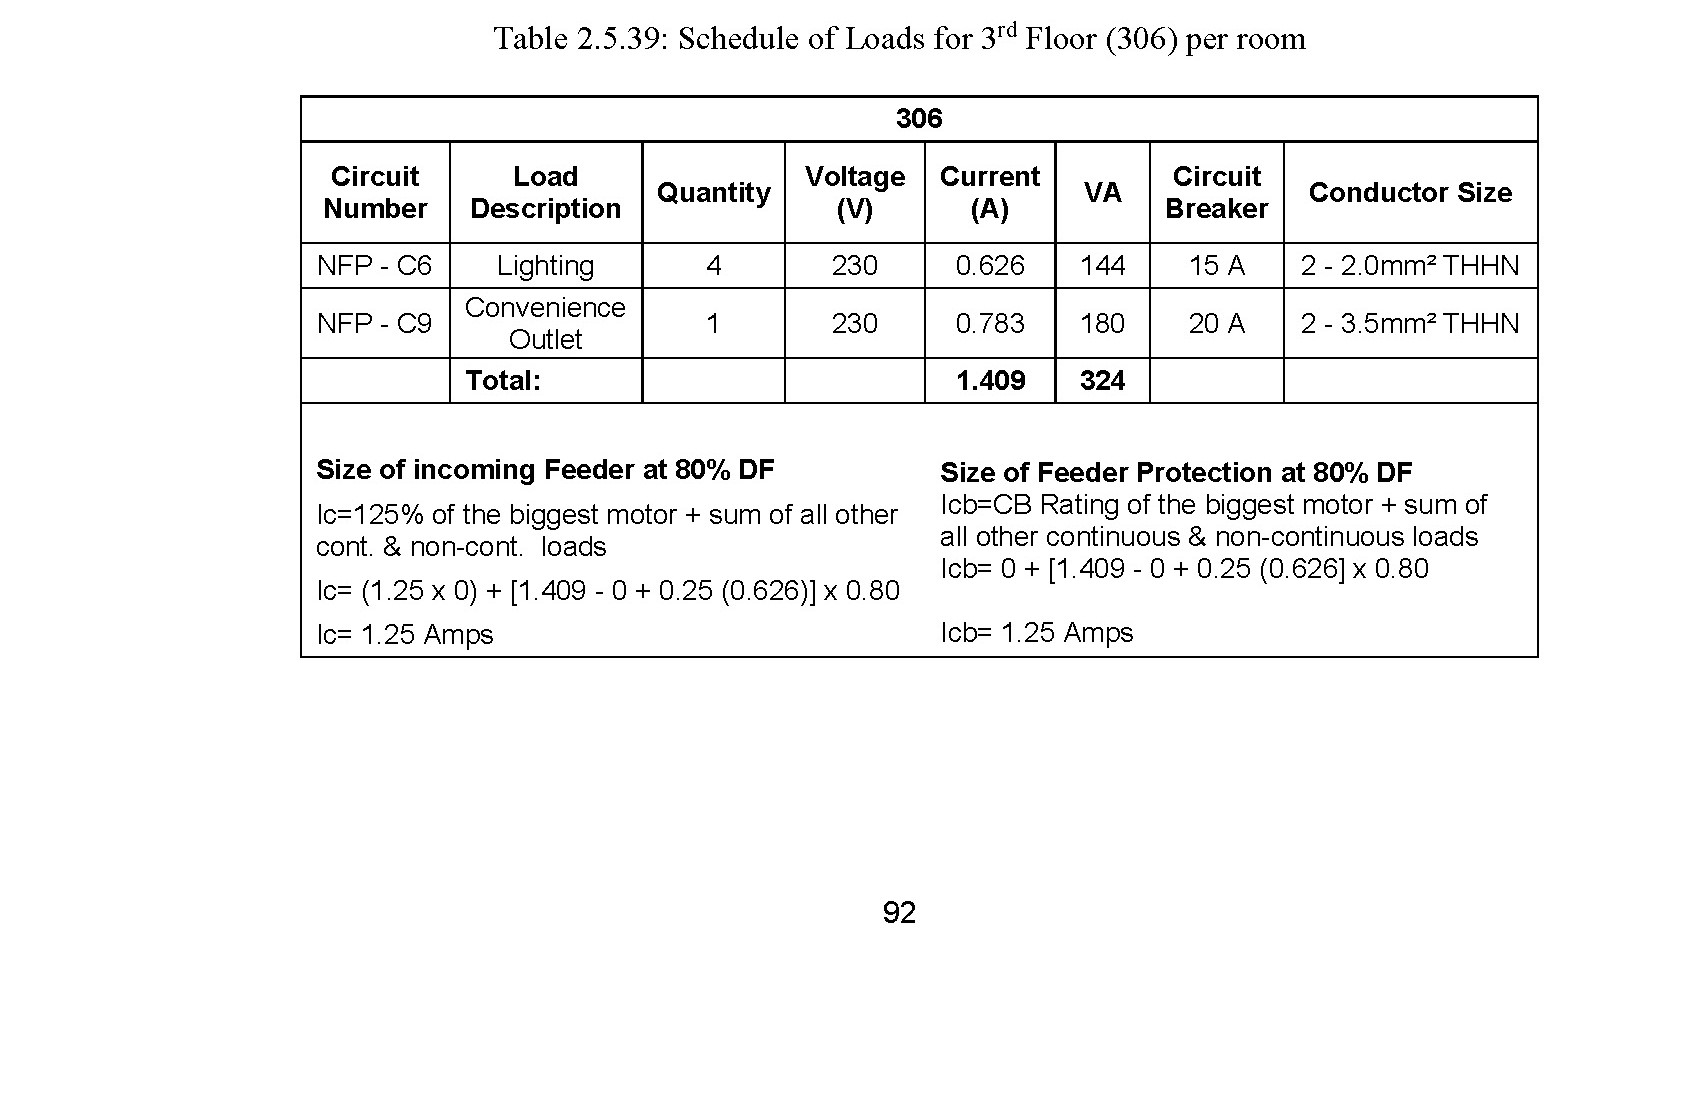 Table 2.5.39: Schedule of Loads for 3rd Floor (306) per room
306
Circuit Number Load Description Quantity Voltage (V) Current (A) VA Circuit Breaker Conductor Size
NFP - C6 Lighting 4 230 0.626 144 15 A 2 - 2.0mm² THHN
NFP - C9 Convenience Outlet 1 230 0.783 180 20 A 2 - 3.5mm² THHN
Total: 1.409 324
Size of incoming Feeder at 80% DF
Ic=125% of the biggest motor + sum of all other
cont. & non-cont. loads
Ic= (1.25 x 0) + [1.409 - 0 + 0.25 (0.626)] x 0.80
Ic= 1.25 Amps
Size of Feeder Protection at 80% DF
Icb=CB Rating of the biggest motor + sum of
all other continuous & non-continuous loads
Icb= 0 + [1.409 - 0 + 0.25 (0.626] x 0.80
Icb= 1.25 Amps
92